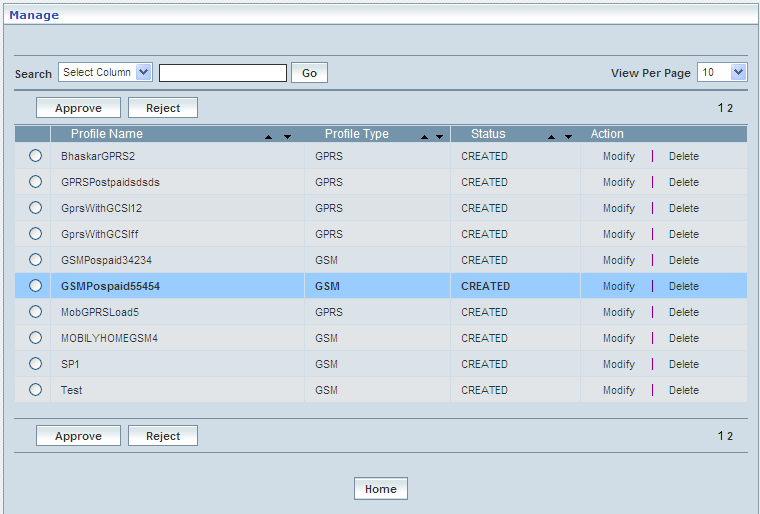 Manage
Search Select Column Go View Per Page 10
Approve Reject 1 2
Profile Name Profile Type Status Action
BhaskarGPRS2 GPRS CREATED Modify | Delete
GPRSPostpaidsdsds GPRS CREATED Modify | Delete
GprsWithGCSI12 GPRS CREATED Modify | Delete
GprsWithGCSIff GPRS CREATED Modify | Delete
GSMPospaid34234 GSM CREATED Modify | Delete
GSMPospaid55454 GSM CREATED Modify | Delete
MobGPRSLoad5 GPRS CREATED Modify | Delete
MOBILYHOMEGSM4 GSM CREATED Modify | Delete
SP1 GSM CREATED Modify | Delete
Test GSM CREATED Modify | Delete
Approve Reject 1 2
Home